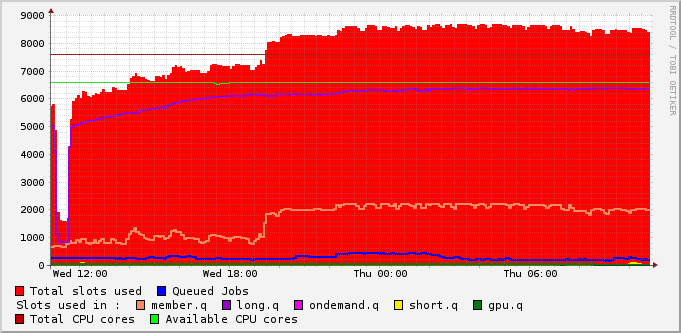 RRDTOOL / TOBI OETIKER
9000
8000
7000
6000
5000
4000
3000
2000
1000
0
Wed 12:00 Wed 18:00 Thu 00:00 Thu 06:00
Total slots used Queued Jobs
Slots used in : member.q long.q ondemand.q short.q gpu.q
Total CPU cores Available CPU cores